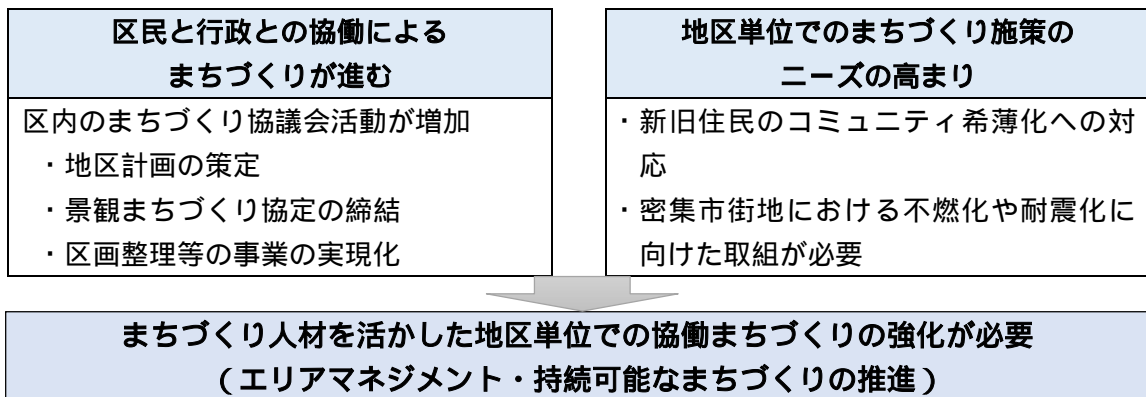 区民と行政との協働による
まちづくりが進む
区内のまちづくり協議会活動が増加
・地区計画の策定
・景観まちづくり協定の締結
・区画整理等の事業の実現化
地区単位でのまちづくり施策の
ニーズの高まり
・新旧住民のコミュニティ希薄化への対
応
・密集市街地における不燃化や耐震化に
向けた取組が必要
まちづくり人材を活かした地区単位での協働まちづくりの強化が必要
（エリアマネジメント・持続可能なまちづくりの推進）